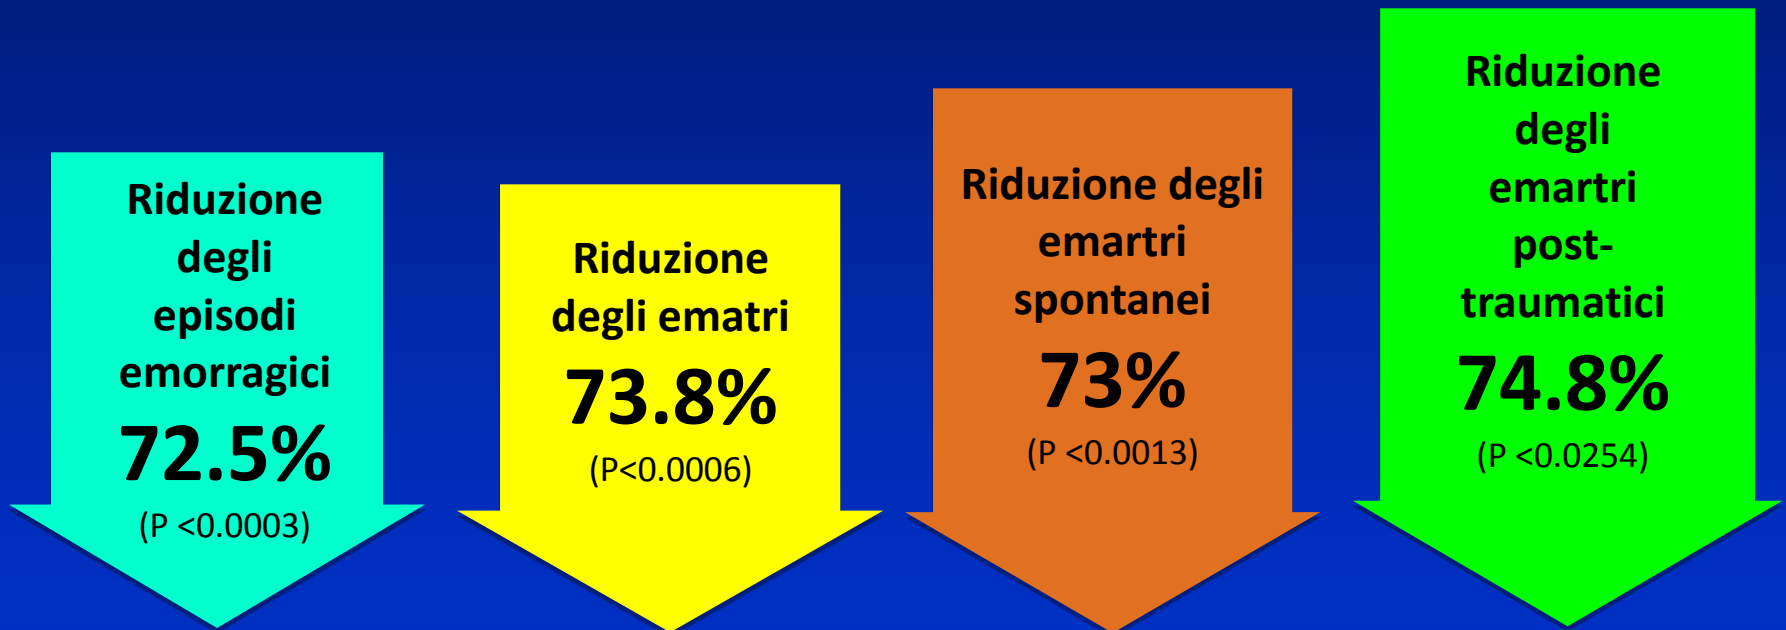 Riduzione
degli
episodi
emorragici
72.5%
(P <0.0003)
Riduzione
degli ematri
73.8%
(P<0.0006)
Riduzione degli
emartri
spontanei
73%
(P <0.0013)
Riduzione
degli
emartri
post-
traumatici
74.8%
(P <0.0254)